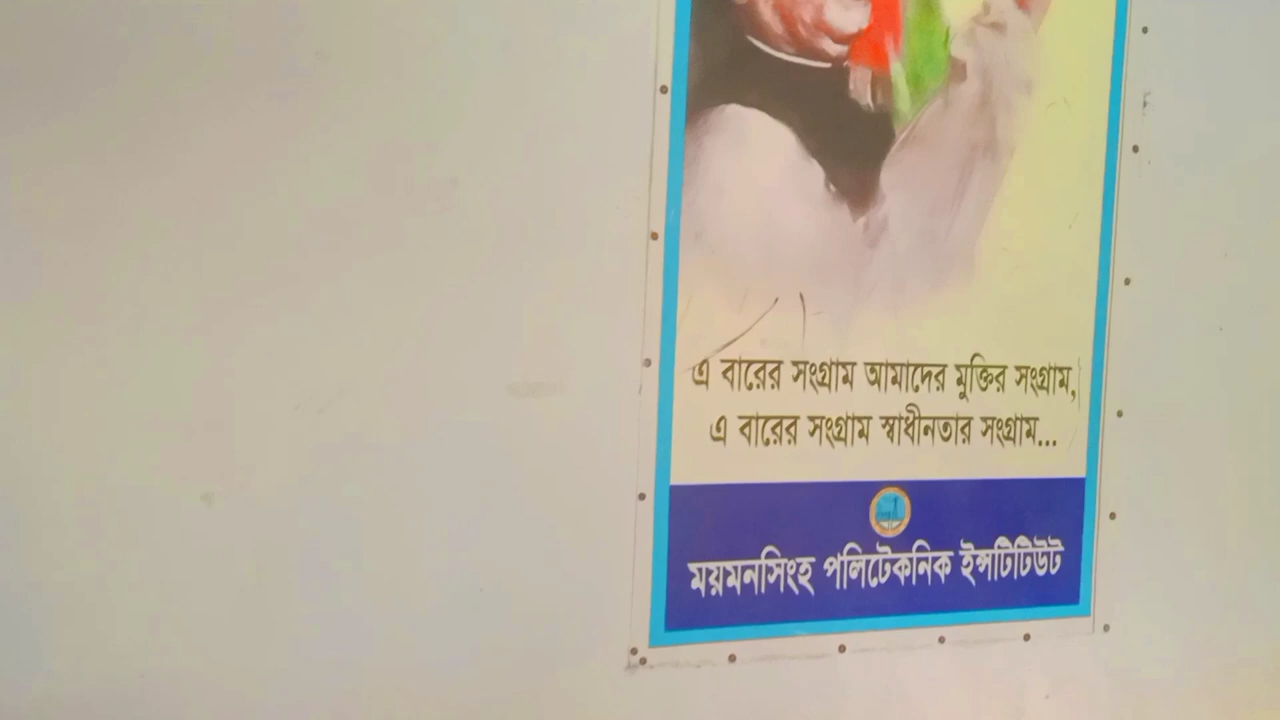 এ বারের সংগ্রাম আমাদের মুক্তির সংগ্রাম,
এ বারের সংগ্রাম স্বাধীনতার সংগ্রাম...
ময়মনসিংহ পলিটেকনিক ইন্সটিটিউট